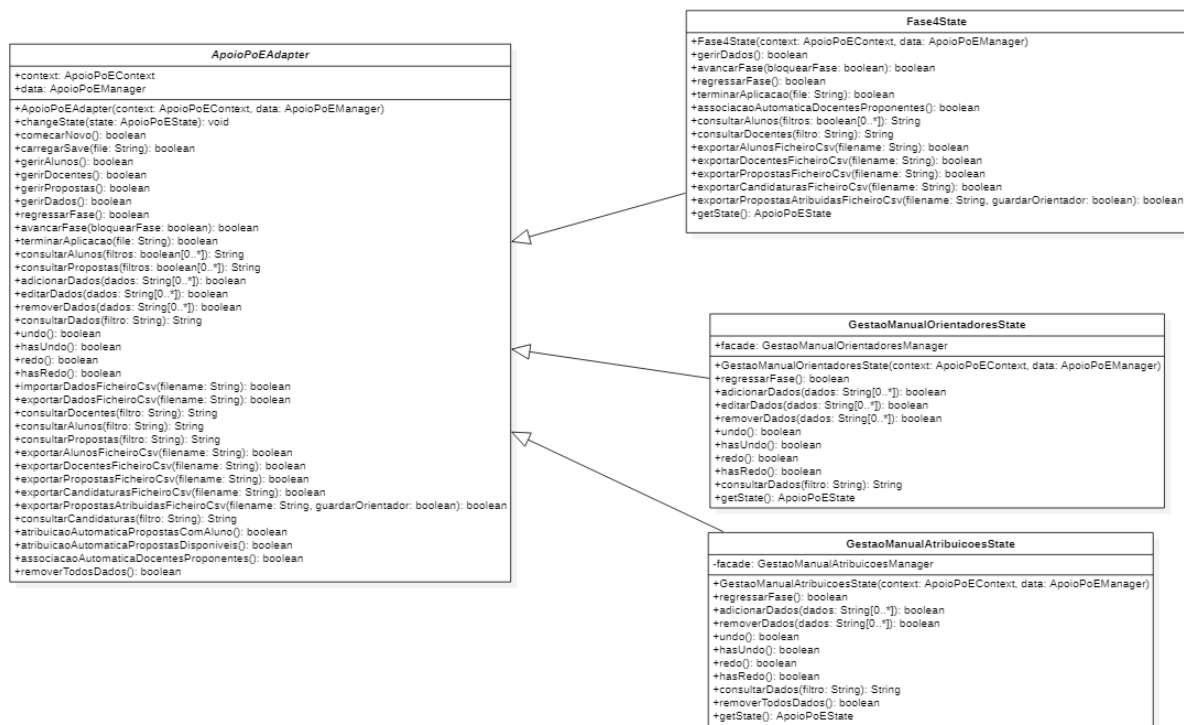 ApoioPoEAdapter
+context: ApoioPoEContext
+data: ApoioPoEManager
+ApoioPoEAdapter(context: ApoioPoEContext, data: ApoioPoEManager)
+changeState(state: ApoioPoEState): void
+comecarNovo(): boolean
+carregarSave(file: String): boolean
+gerirAlunos(): boolean
+gerirDocentes(): boolean
+gerirPropostas(): boolean
+gerirDados(): boolean
+regressarFase(): boolean
+avancarFase(bloquearFase: boolean): boolean
+terminarAplicacao(file: String): boolean
+consultarAlunos(filtros: boolean[0..*]): String
+consultarPropostas(filtros: boolean[0..*]): String
+adicionarDados(dados: String[0..*]): boolean
+editarDados(dados: String[0..*]): boolean
+removerDados(dados: String[0..*]): boolean
+consultarDados(filtro: String): String
+undo(): boolean
+hasUndo(): boolean
+redo(): boolean
+hasRedo(): boolean
+importarDadosFicheiroCsv(filename: String): boolean
+exportarDadosFicheiroCsv(filename: String): boolean
+consultarDocentes(filtro: String): String
+consultarAlunos(filtro: String): String
+consultarPropostas(filtro: String): String
+exportarAlunosFicheiroCsv(filename: String): boolean
+exportarDocentesFicheiroCsv(filename: String): boolean
+exportarPropostasFicheiroCsv(filename: String): boolean
+exportarCandidaturasFicheiroCsv(filename: String): boolean
+exportarPropostasAtribuidasFicheiroCsv(filename: String, guardarOrientador: boolean): boolean
+consultarCandidaturas(filtro: String): String
+atribuicaoAutomaticaPropostasComAluno(): boolean
+atribuicaoAutomaticaPropostasDisponiveis(): boolean
+associacaoAutomaticaDocentesProponentes(): boolean
+removerTodosDados(): boolean
Fase4State
+Fase4State(context: ApoioPoEContext, data: ApoioPoEManager)
+gerirDados(): boolean
+avancarFase(bloquearFase: boolean): boolean
+regressarFase(): boolean
+terminarAplicacao(file: String): boolean
+associacaoAutomaticaDocentesProponentes(): boolean
+consultarAlunos(filtros: boolean[0..*]): String
+consultarDocentes(filtro: String): String
+exportarAlunosFicheiroCsv(filename: String): boolean
+exportarDocentesFicheiroCsv(filename: String): boolean
+exportarPropostasFicheiroCsv(filename: String): boolean
+exportarCandidaturasFicheiroCsv(filename: String): boolean
+exportarPropostasAtribuidasFicheiroCsv(filename: String, guardarOrientador: boolean): boolean
+getState(): ApoioPoEState
GestaoManualOrientadoresState
+facade: GestaoManualOrientadoresManager
+GestaoManualOrientadoresState(context: ApoioPoEContext, data: ApoioPoEManager)
+regressarFase(): boolean
+adicionarDados(dados: String[0..*]): boolean
+editarDados(dados: String[0..*]): boolean
+removerDados(dados: String[0..*]): boolean
+undo(): boolean
+hasUndo(): boolean
+redo(): boolean
+hasRedo(): boolean
+consultarDados(filtro: String): String
+getState(): ApoioPoEState
GestaoManualAtribuicoesState
-facade: GestaoManualAtribuicoesManager
+GestaoManualAtribuicoesState(context: ApoioPoEContext, data: ApoioPoEManager)
+regressarFase(): boolean
+adicionarDados(dados: String[0..*]): boolean
+removerDados(dados: String[0..*]): boolean
+undo(): boolean
+hasUndo(): boolean
+redo(): boolean
+hasRedo(): boolean
+consultarDados(filtro: String): String
+removerTodosDados(): boolean
+getState(): ApoioPoEState